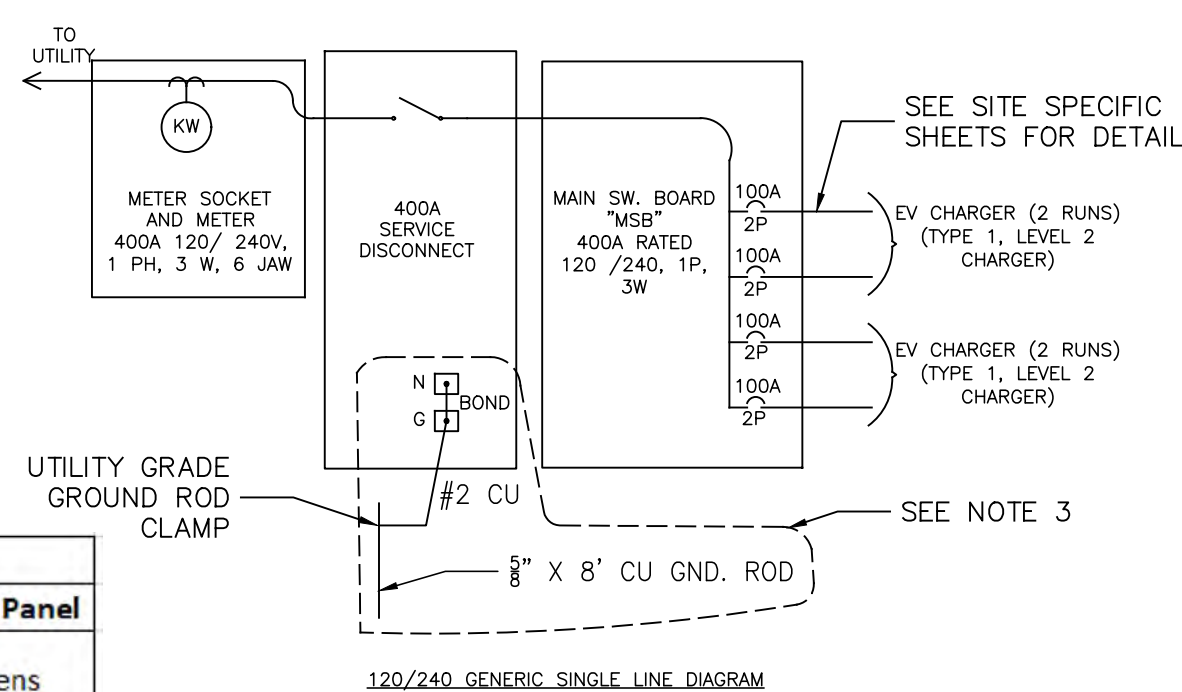 TO
UTILITY
KW
METER SOCKET
AND METER
400A 120/ 240V,
1 PH, 3 W, 6 JAW
400A
SERVICE
DISCONNECT
MAIN SW. BOARD
"MSB"
400A RATED
120 /240, 1P,
3W
100A
2P
100A
2P
100A
2P
100A
2P
SEE SITE SPECIFIC
SHEETS FOR DETAIL
EV CHARGER (2 RUNS)
(TYPE 1, LEVEL 2
CHARGER)
EV CHARGER (2 RUNS)
(TYPE 1, LEVEL 2
CHARGER)
N
BOND
G
UTILITY GRADE
GROUND ROD
CLAMP
#2 CU
SEE NOTE 3
5/8" X 8' CU GND. ROD
Panel
ens
120/240 GENERIC SINGLE LINE DIAGRAM